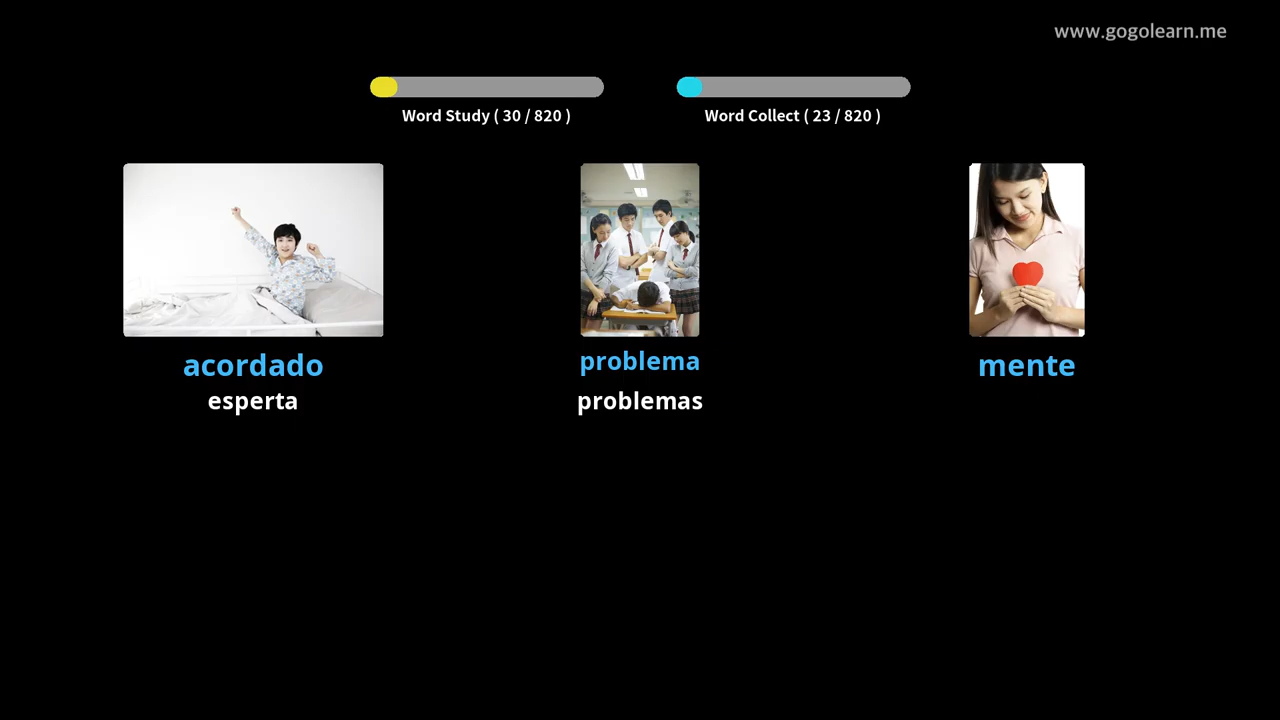 www.gogolearn.me
Word Study ( 30 / 820 )
Word Collect ( 23 / 820 )
acordado
esperta
problema
problemas
mente